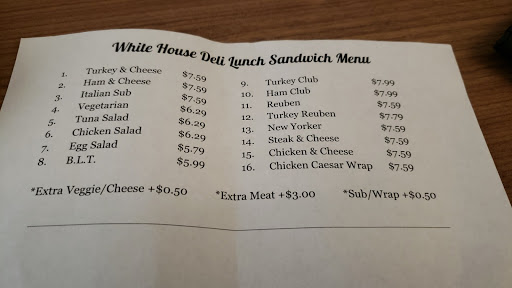 White House Deli Lunch Sandwich Menu
1. Turkey & Cheese $7.59
2. Ham & Cheese $7.59
3. Italian Sub $7.59
4. Vegetarian $6.29
5. Tuna Salad $6.29
6. Chicken Salad $6.29
7. Egg Salad $5.79
8. B.L.T. $5.99
9. Turkey Club $7.99
10. Ham Club $7.99
11. Reuben $7.59
12. Turkey Reuben $7.79
13. New Yorker $7.59
14. Steak & Cheese $7.59
15. Chicken & Cheese $7.59
16. Chicken Caesar Wrap $7.59
*Extra Veggie/Cheese +$0.50 *Extra Meat +$3.00 *Sub/Wrap +$0.50